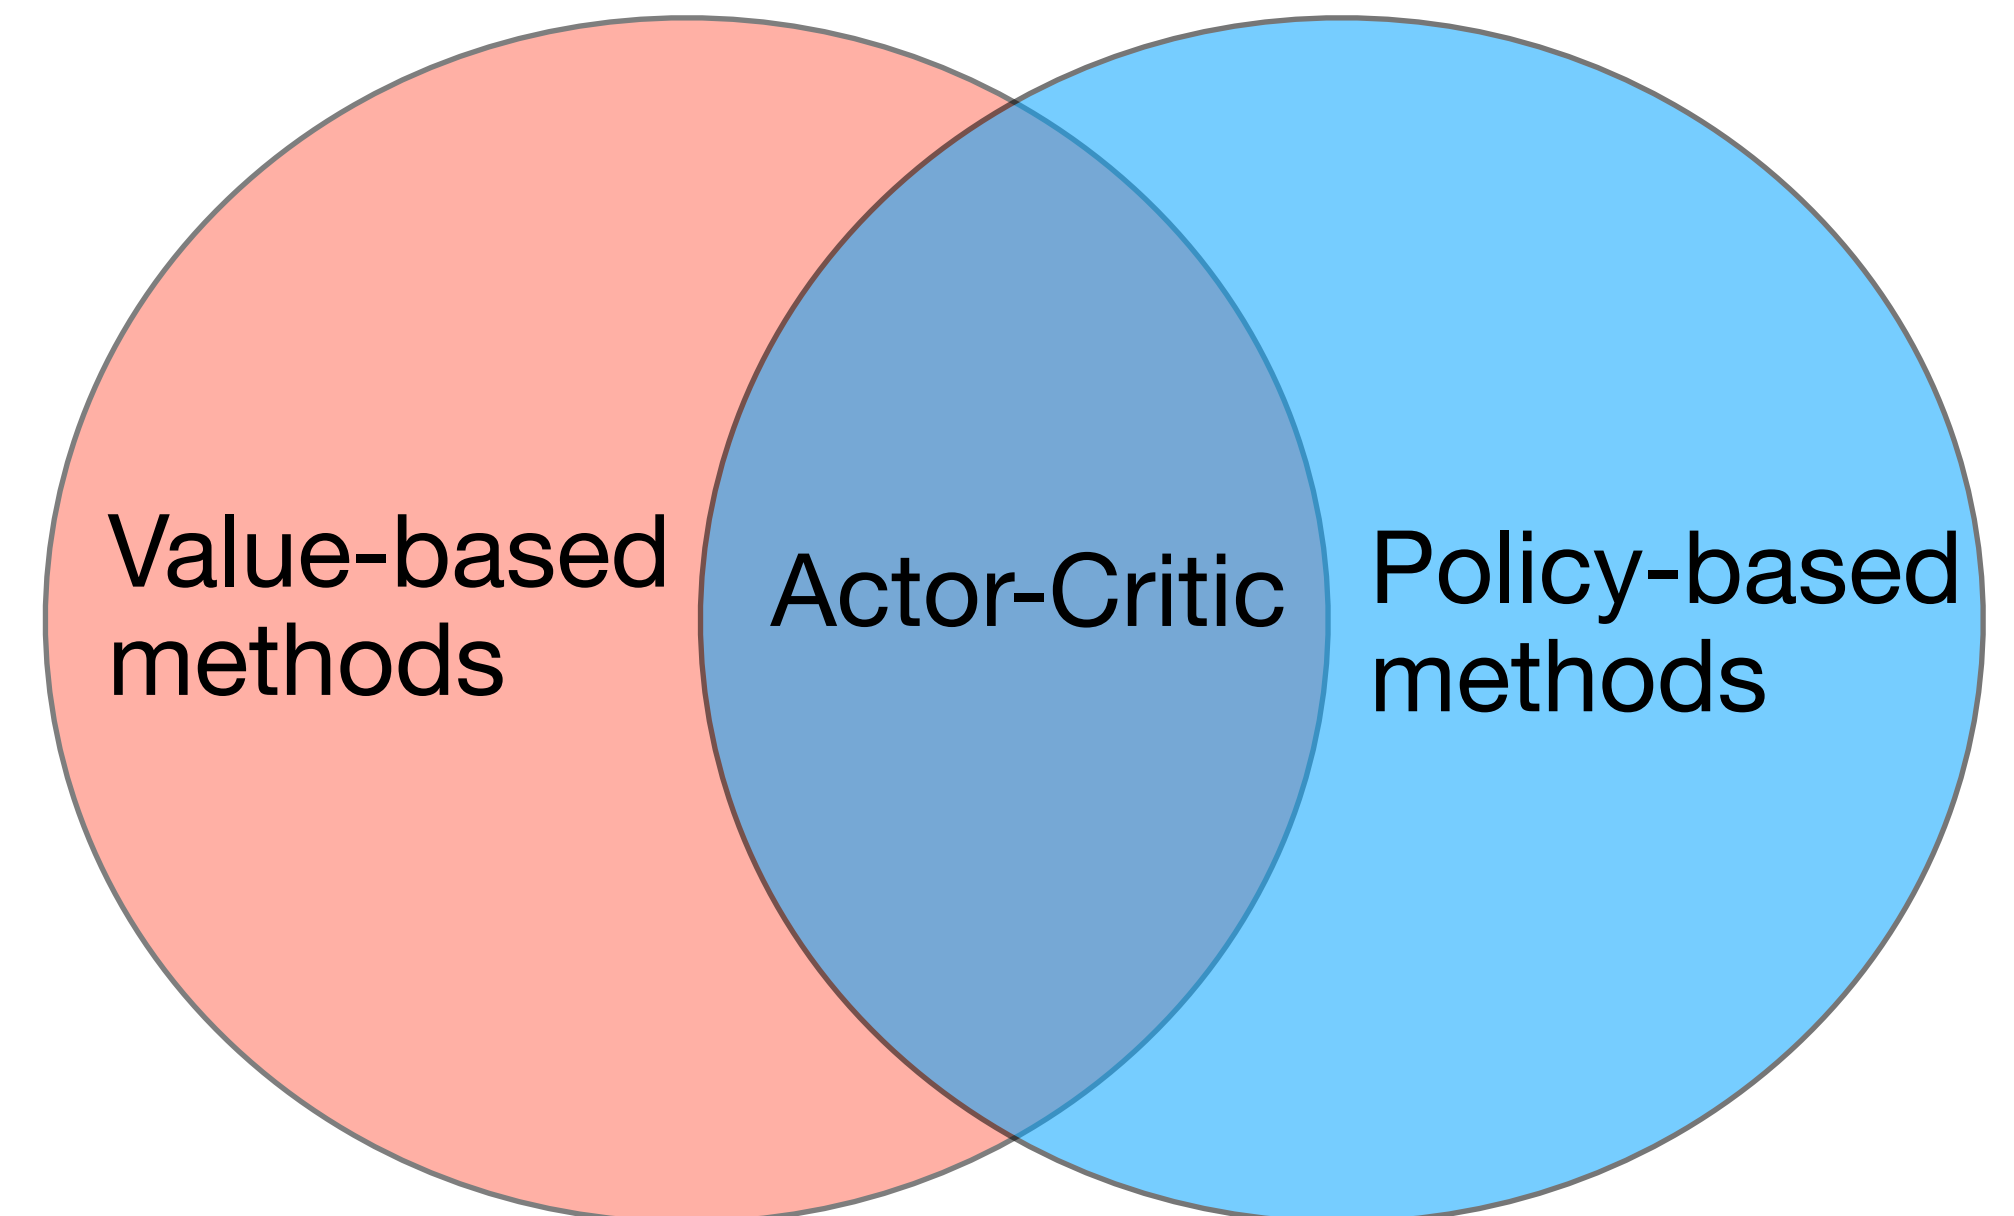 Value-based
methods
Actor-Critic
Policy-based
methods